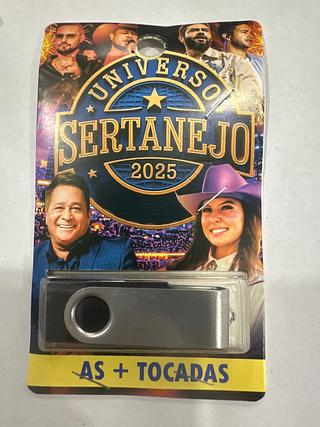 UNIVERSO
SERTANEJO
2025
AS + TOCADAS